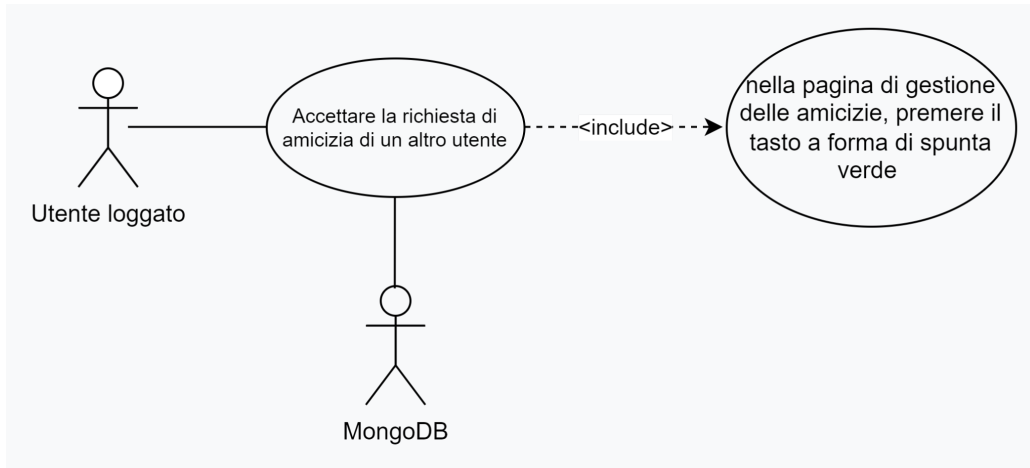 Utente loggato
Accettare la richiesta di
amicizia di un altro utente
<include>
nella pagina di gestione
delle amicizie, premere il
tasto a forma di spunta
verde
MongoDB